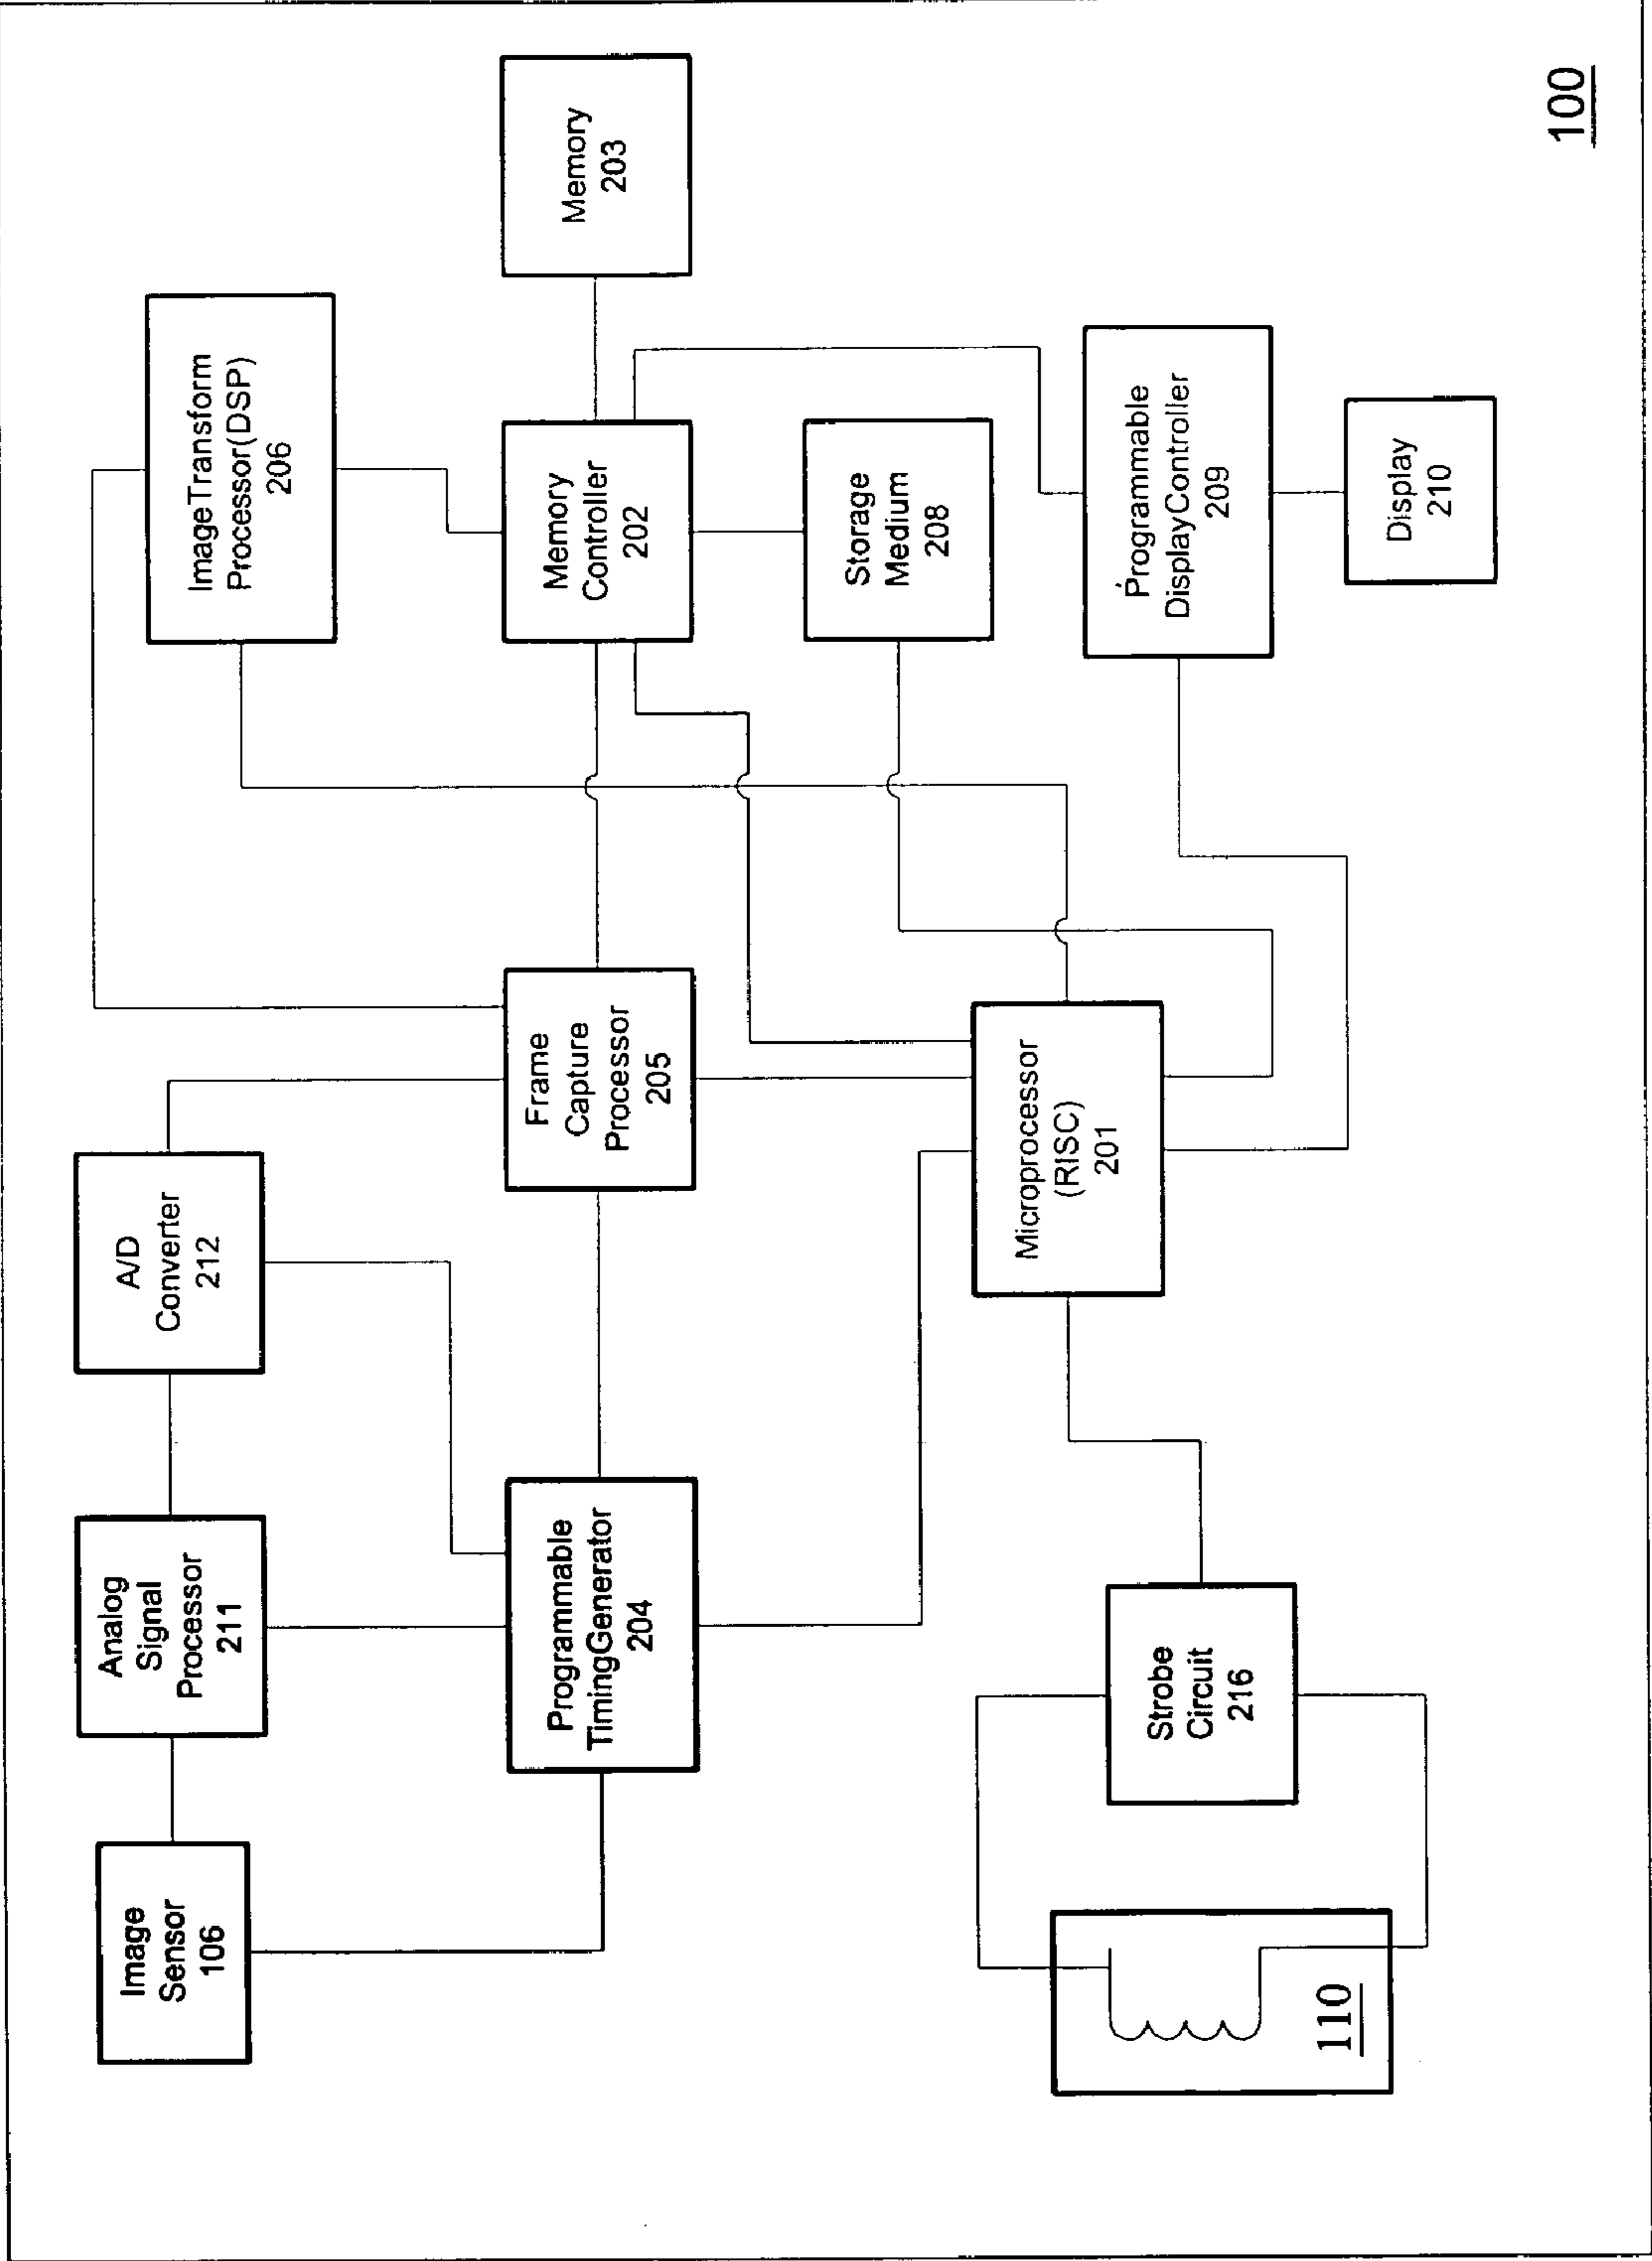 Image
Sensor
106
Analog
Signal
Processor
211
A/D
Converter
212
ImageTransform
Processor(DSP)
206
Programmable
TimingGenerator
204
Frame
Capture
Processor
205
Memory
Controller
202
Memory
203
Storage
Medium
208
Microprocessor
(RISC)
201
Programmable
DisplayController
209
Strobe
Circuit
216
110
Display
210
100